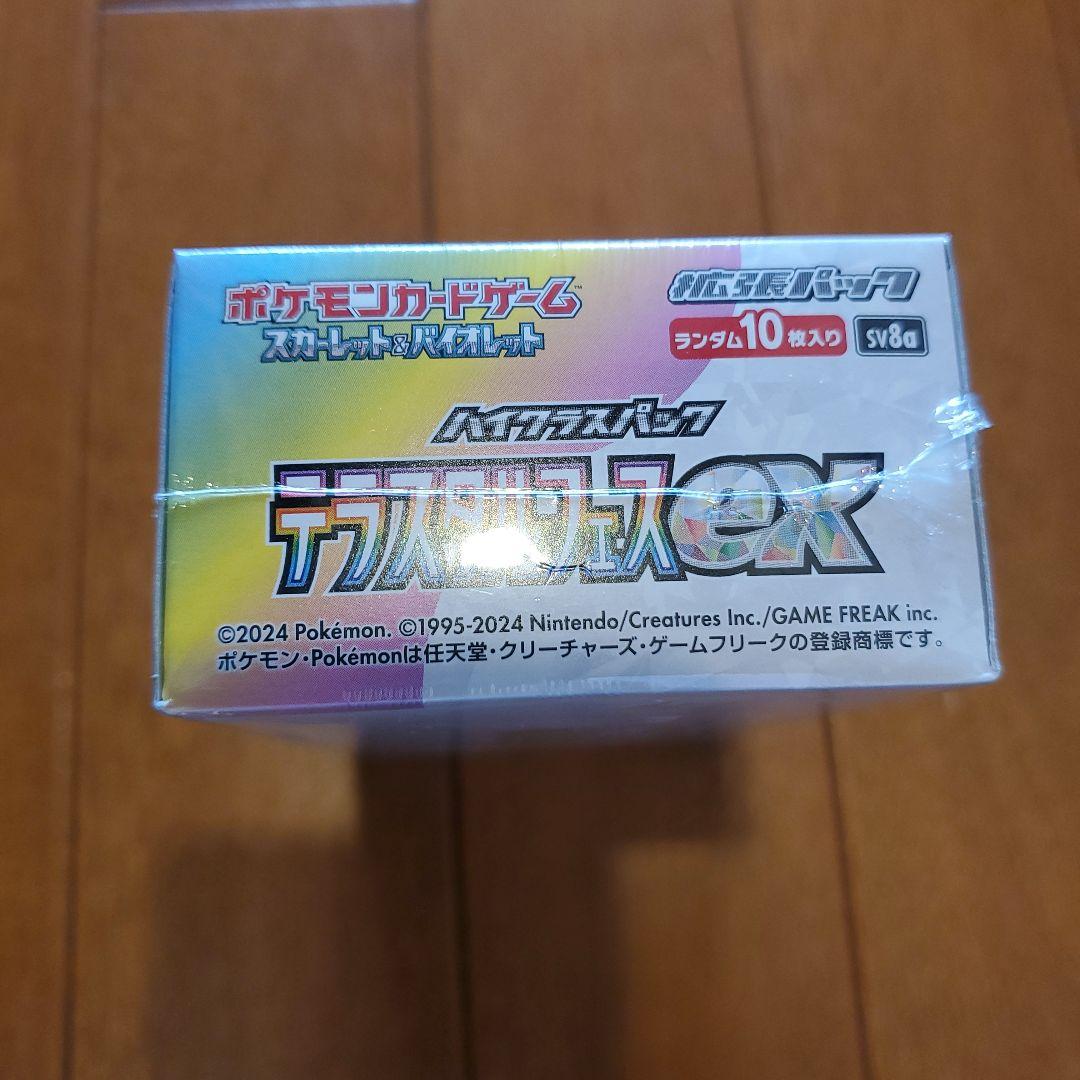 ポケモンカードゲーム™
スカーレット&バイオレット
拡張パック
ランダム10枚入り sv8a
ハイクラスパック
テラスタルフェスex
©2024 Pokémon. ©1995-2024 Nintendo/Creatures Inc./GAME FREAK inc.
ポケモン・Pokémonは任天堂・クリーチャーズ・ゲームフリークの登録商標です。